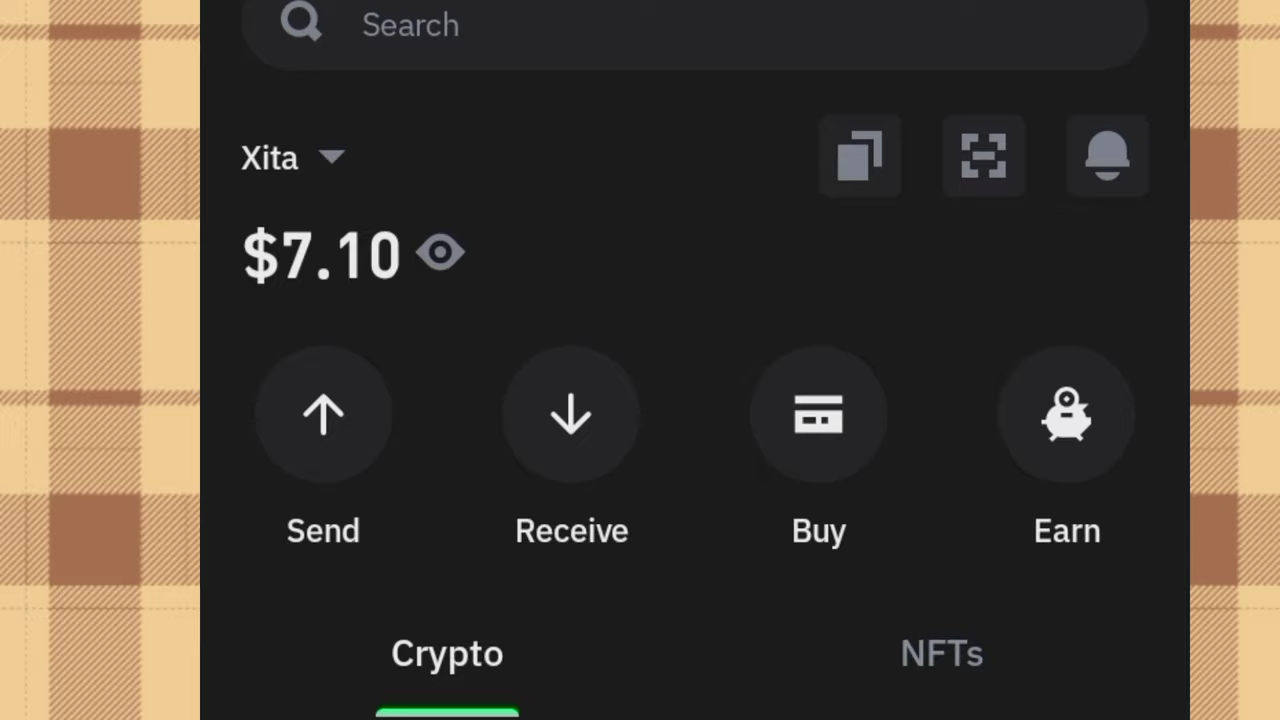 Search
Xita
$7.10
Send
Receive
Buy
Earn
Crypto
NFTs